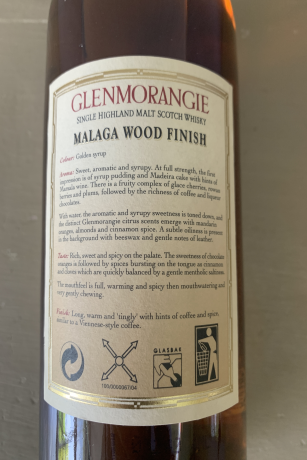 GLENMORANGIE
SINGLE HIGHLAND MALT SCOTCH WHISKY
MALAGA WOOD FINISH
Colour: Golden syrup
Aroma: Sweet, aromatic and syrupy. At full strength, the first
impression is of syrup pudding and Madeira cake with hints of
Marsala wine. There is a fruity complex of glace cherries, rowan
berries and plums, followed by the richness of coffee and liqueur
chocolates.
With water the aromatic and syrupy sweetness is toned down, and
the distinct Glenmorangie citrus scents emerge with mandarin
oranges, almonds and cinnamon spice. A subtle oiliness is present
in the background with beeswax and gentle notes of leather.
Taste: Rich, sweet and spicy on the palate. The sweetness of chocolate
oranges is followed by spices bursting on the tongue as cinnamon
and cloves which are quickly balanced by a gentle mentholic saltiness.
The mouthfeel is full, warming and spicy then mouthwatering and
very gently chewing.
Finish: Long, warm and 'tingly' with hints of coffee and spice,
similar to a Viennese-style coffee.
GLASBAK